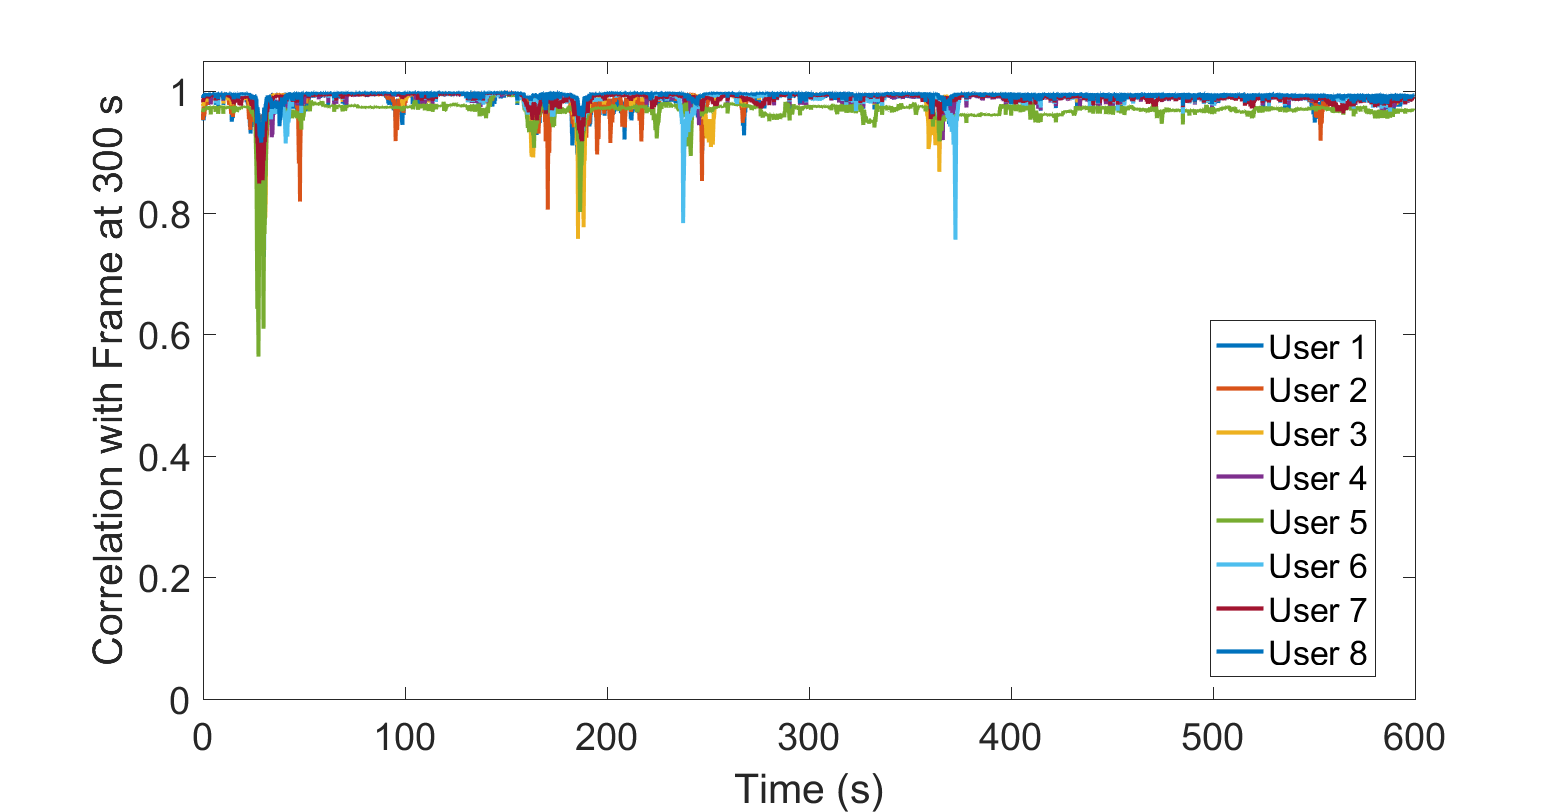 Correlation with Frame at 300 s
1
0.8
0.6
0.4
0.2
0
0
100
200
300
400
500
600
Time (s)
User 1
User 2
User 3
User 4
User 5
User 6
User 7
User 8